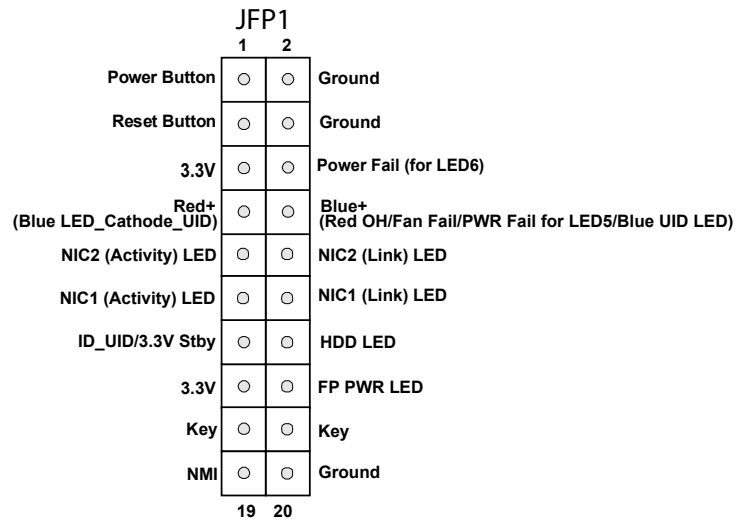 JFP1
1 2
Power Button Ground
Reset Button Ground
3.3V Power Fail (for LED6)
Red+ Blue+
(Blue LED_Cathode_UID) (Red OH/Fan Fail/PWR Fail for LED5/Blue UID LED)
NIC2 (Activity) LED NIC2 (Link) LED
NIC1 (Activity) LED NIC1 (Link) LED
ID_UID/3.3V Stby HDD LED
3.3V FP PWR LED
Key Key
NMI Ground
19 20